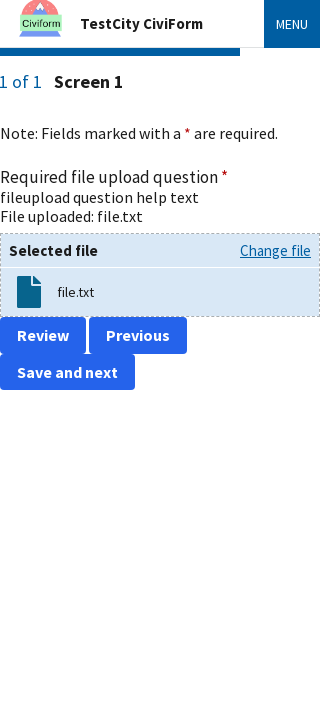 Civiform
TestCity CiviForm
MENU
1 of 1 Screen 1
Note: Fields marked with a * are required.
Required file upload question *
fileupload question help text
File uploaded: file.txt
Selected file
Change file
file.txt
Review
Previous
Save and next